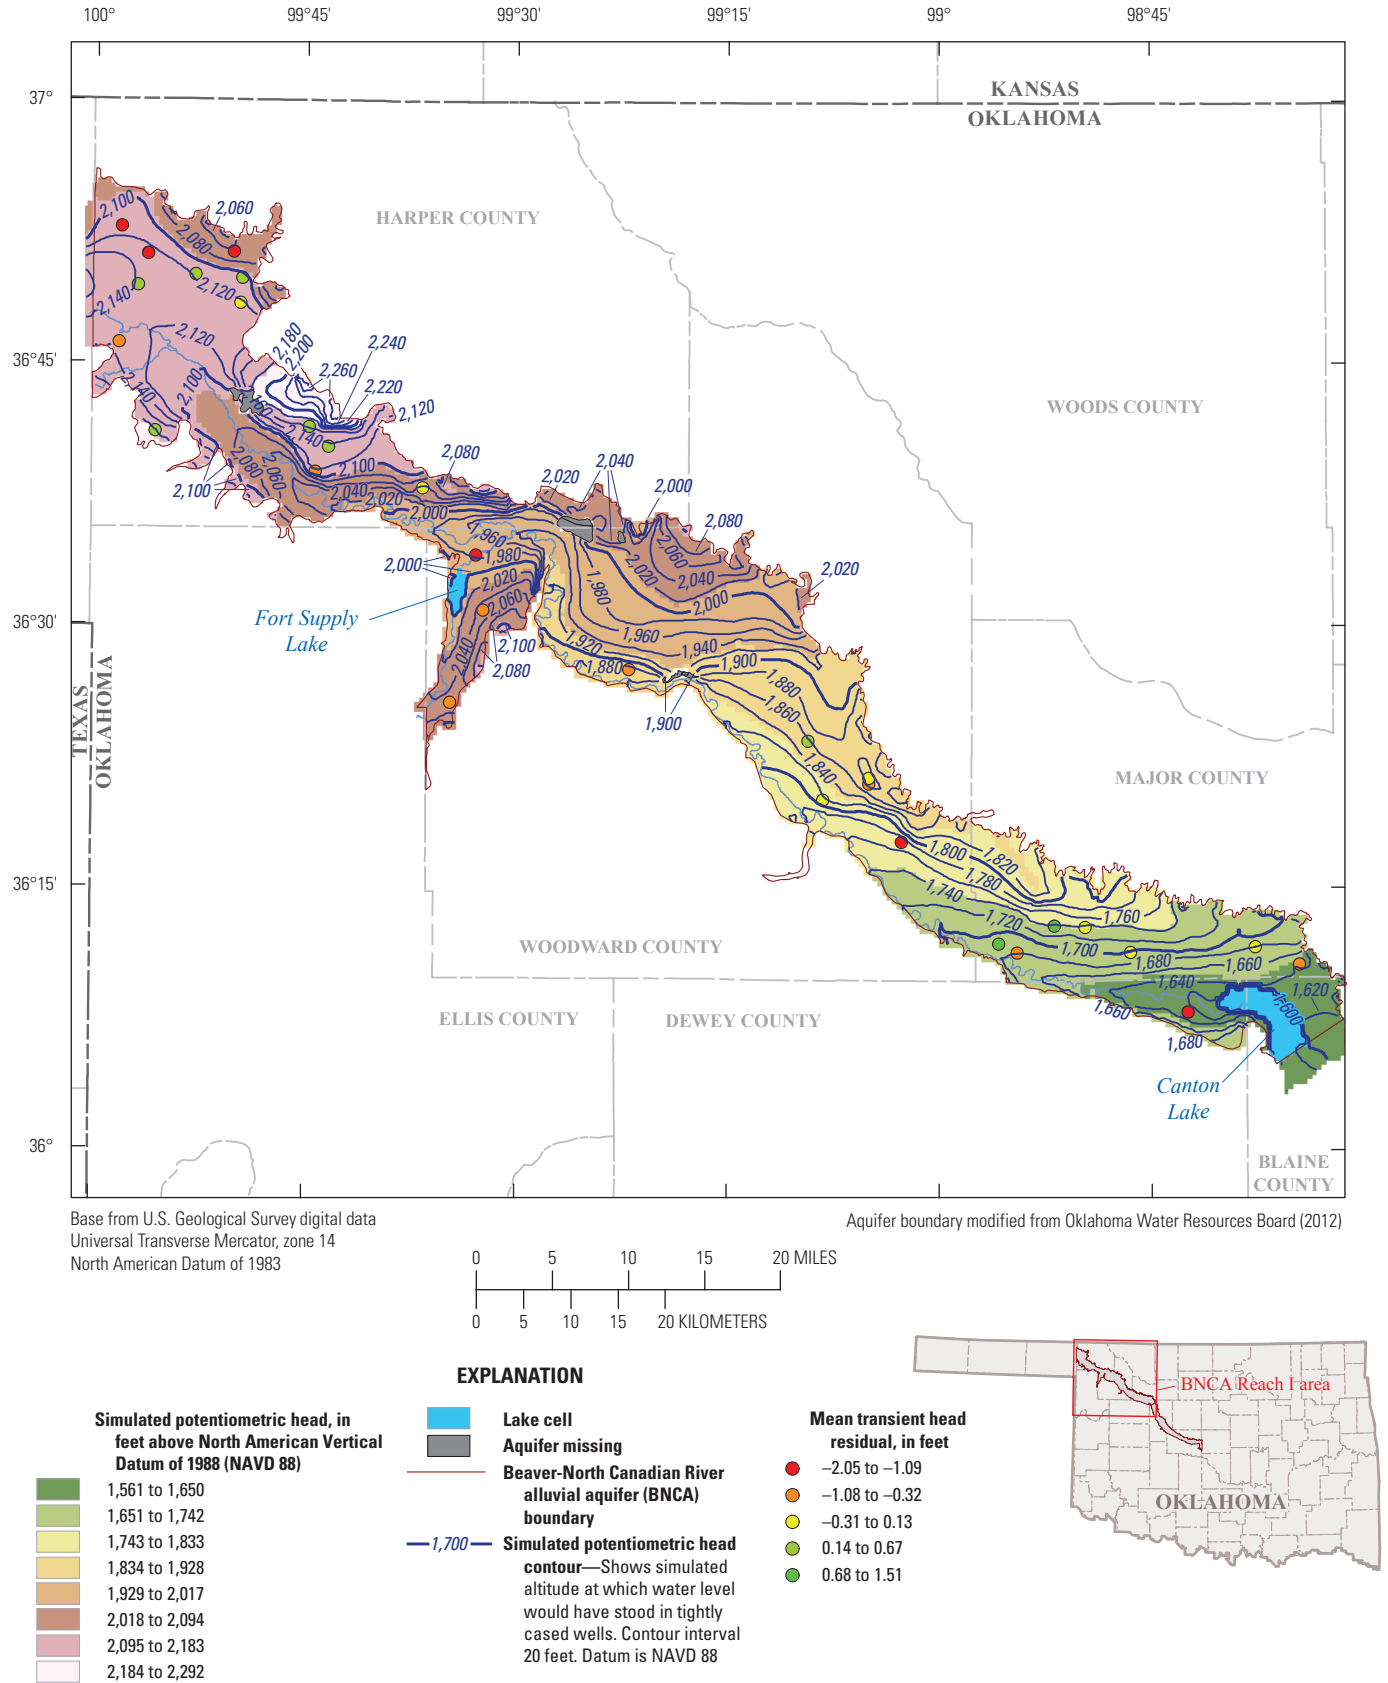 100°
99°45'
99°30'
99°15'
99°
98°45'
37°
36°45'
36°30'
36°15'
36°
KANSAS
OKLAHOMA
HARPER COUNTY
WOODS COUNTY
MAJOR COUNTY
WOODWARD COUNTY
ELLIS COUNTY
DEWEY COUNTY
BLAINE
COUNTY
TEXAS
OKLAHOMA
Fort Supply
Lake
Canton
Lake
2,100
2,060
2,080
2,120
2,140
2,120
2,180
2,200
2,240
2,260
2,220
2,120
2,140
2,100
2,140
2,100
2,080
2,060
2,100
2,040
2,020
2,000
2,080
2,020
2,040
2,000
2,080
2,060
2,020
2,040
2,000
2,020
1,960
1,980
2,000
2,020
2,060
2,100
2,080
2,040
1,980
1,960
1,940
1,920
1,880
1,900
1,900
1,880
1,860
1,840
1,800
1,820
1,780
1,760
1,740
1,720
1,700
1,680
1,660
1,640
1,620
1,600
1,660
1,680
Base from U.S. Geological Survey digital data
Universal Transverse Mercator, zone 14
North American Datum of 1983
Aquifer boundary modified from Oklahoma Water Resources Board (2012)
0 5 10 15 20 MILES
0 5 10 15 20 KILOMETERS
BNCA Reach I area
OKLAHOMA
EXPLANATION
Simulated potentiometric head, in
feet above North American Vertical
Datum of 1988 (NAVD 88)
1,561 to 1,650
1,651 to 1,742
1,743 to 1,833
1,834 to 1,928
1,929 to 2,017
2,018 to 2,094
2,095 to 2,183
2,184 to 2,292
Lake cell
Aquifer missing
Beaver-North Canadian River
alluvial aquifer (BNCA)
boundary
1,700
Simulated potentiometric head
contour—Shows simulated
altitude at which water level
would have stood in tightly
cased wells. Contour interval
20 feet. Datum is NAVD 88
Mean transient head
residual, in feet
−2.05 to −1.09
−1.08 to −0.32
−0.31 to 0.13
0.14 to 0.67
0.68 to 1.51